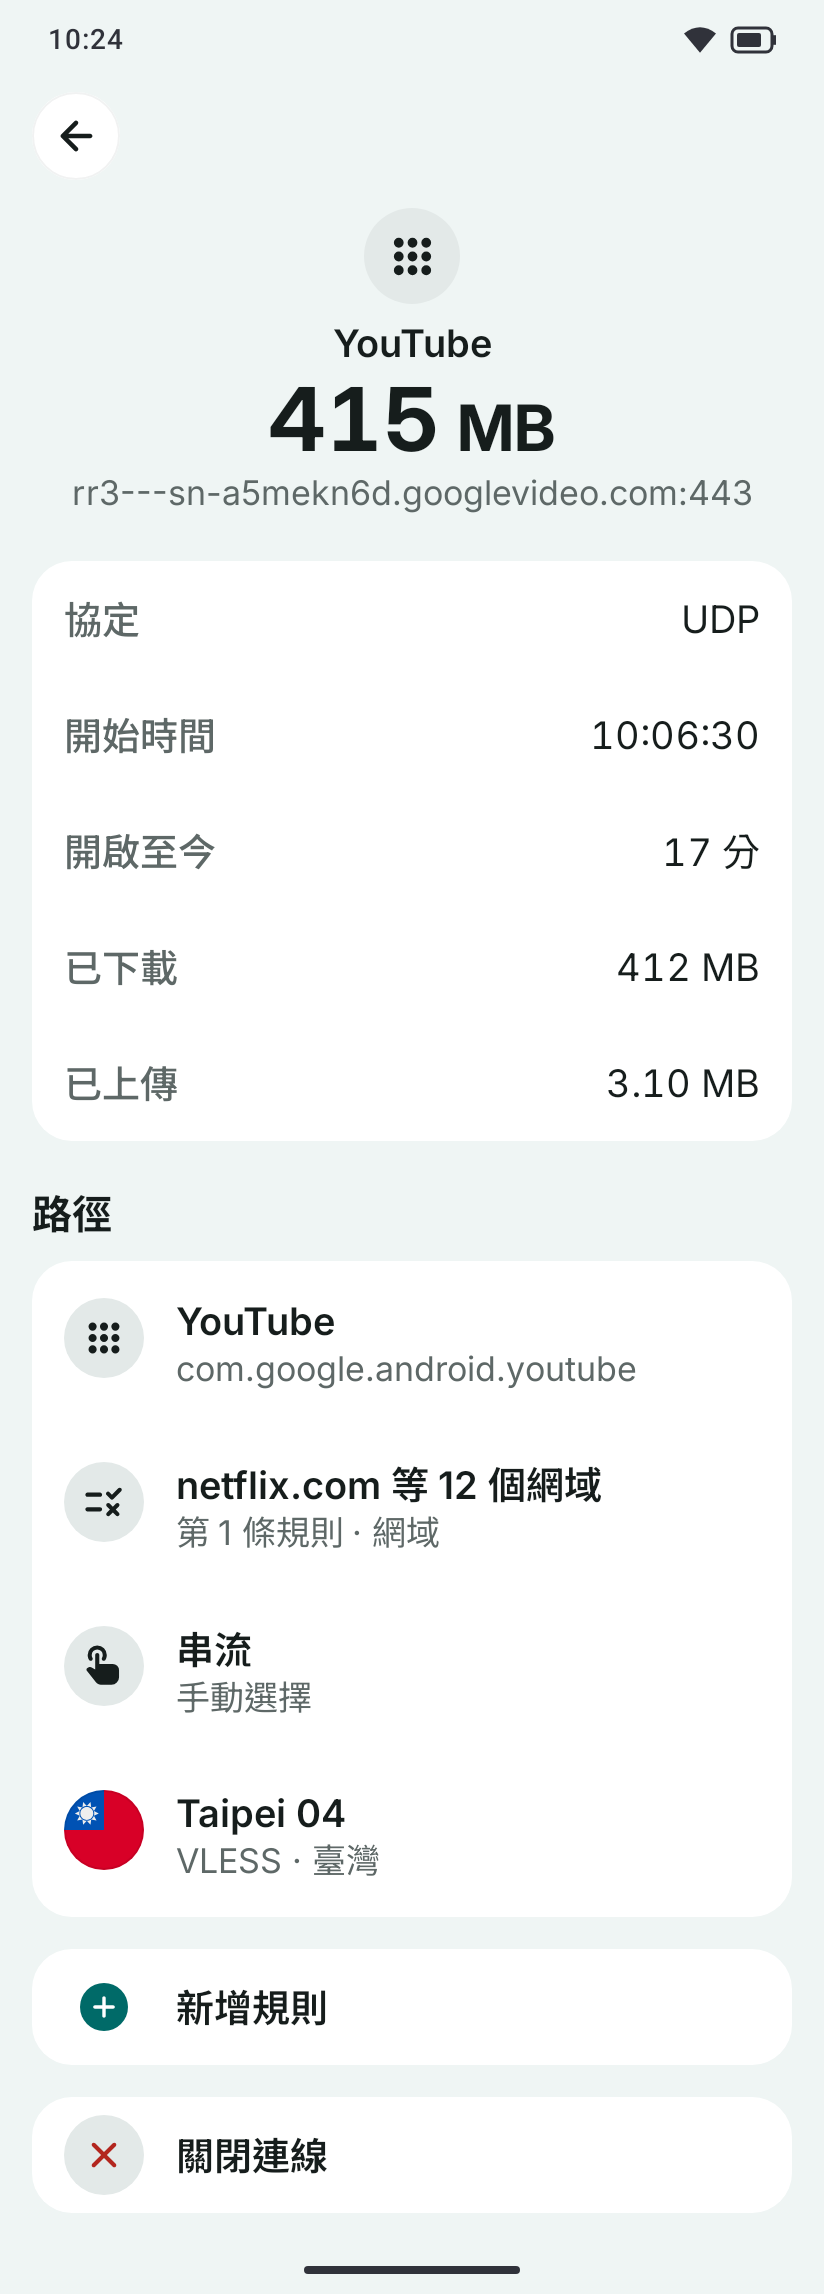 10:24
YouTube
415 MB
rr3---sn-a5mekn6d.googlevideo.com:443
協定
UDP
開始時間
10:06:30
開啟至今
17 分
已下載
412 MB
已上傳
3.10 MB
路徑
YouTube
com.google.android.youtube
netflix.com 等 12 個網域
第 1 條規則 · 網域
串流
手動選擇
Taipei 04
VLESS · 臺灣
新增規則
關閉連線